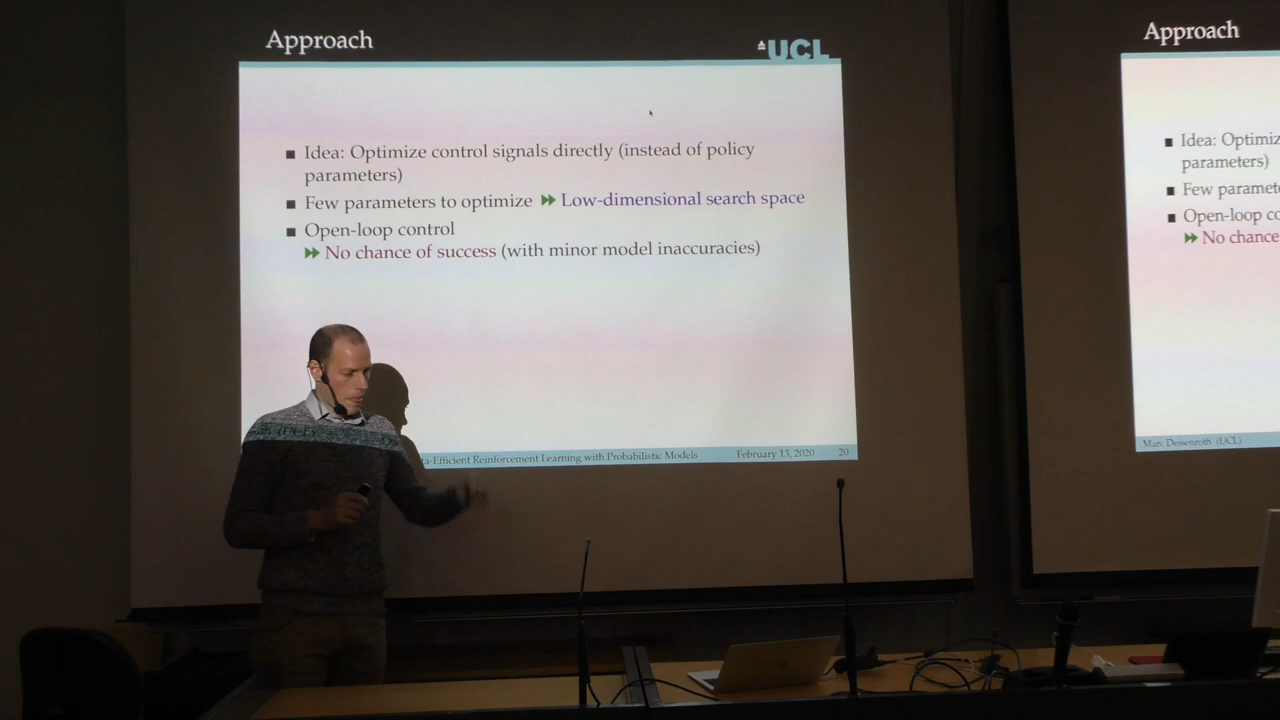 Approach
UCL
Idea: Optimize control signals directly (instead of policy
parameters)
Few parameters to optimize Low-dimensional search space
Open-loop control
No chance of success (with minor model inaccuracies)
-Efficient Reinforcement Learning with Probabilistic Models
February 13, 2020
20
Approach
Idea: Optimiz
parameters)
Few paramete
Open-loop co
No chance
Marc Deisenroth (UCL)